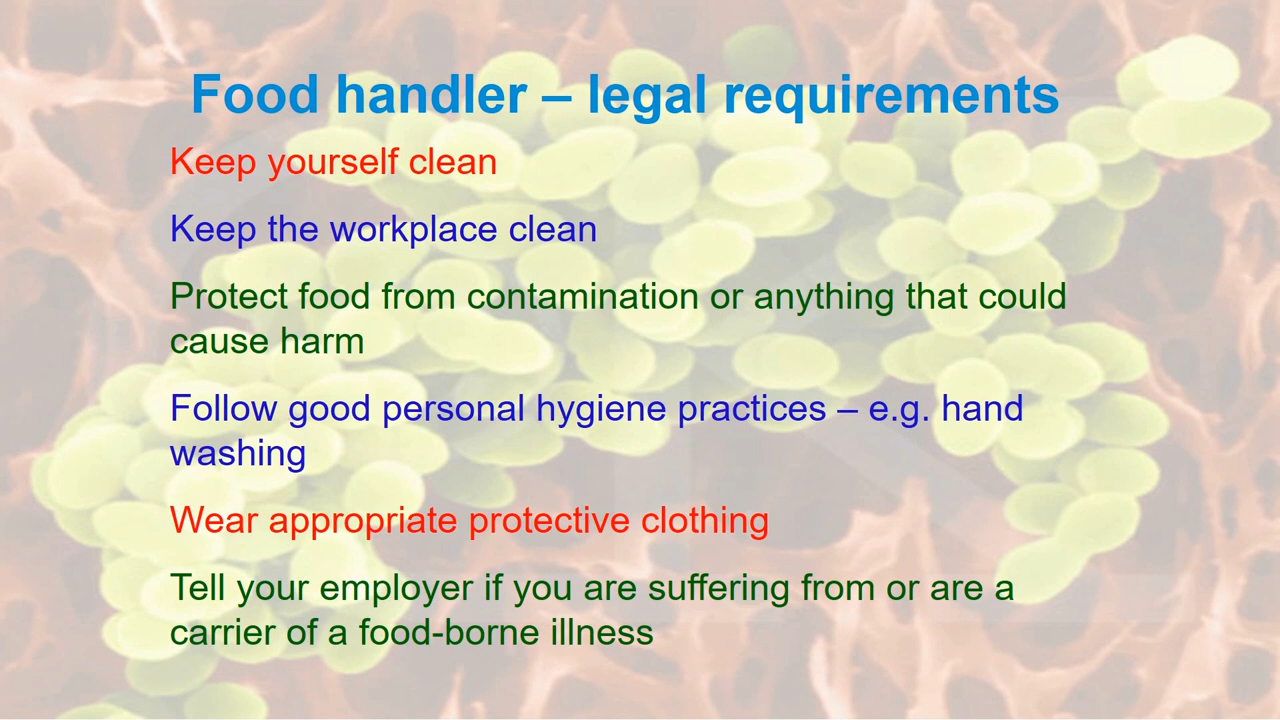 Food handler – legal requirements
Keep yourself clean
Keep the workplace clean
Protect food from contamination or anything that could
cause harm
Follow good personal hygiene practices – e.g. hand
washing
Wear appropriate protective clothing
Tell your employer if you are suffering from or are a
carrier of a food-borne illness